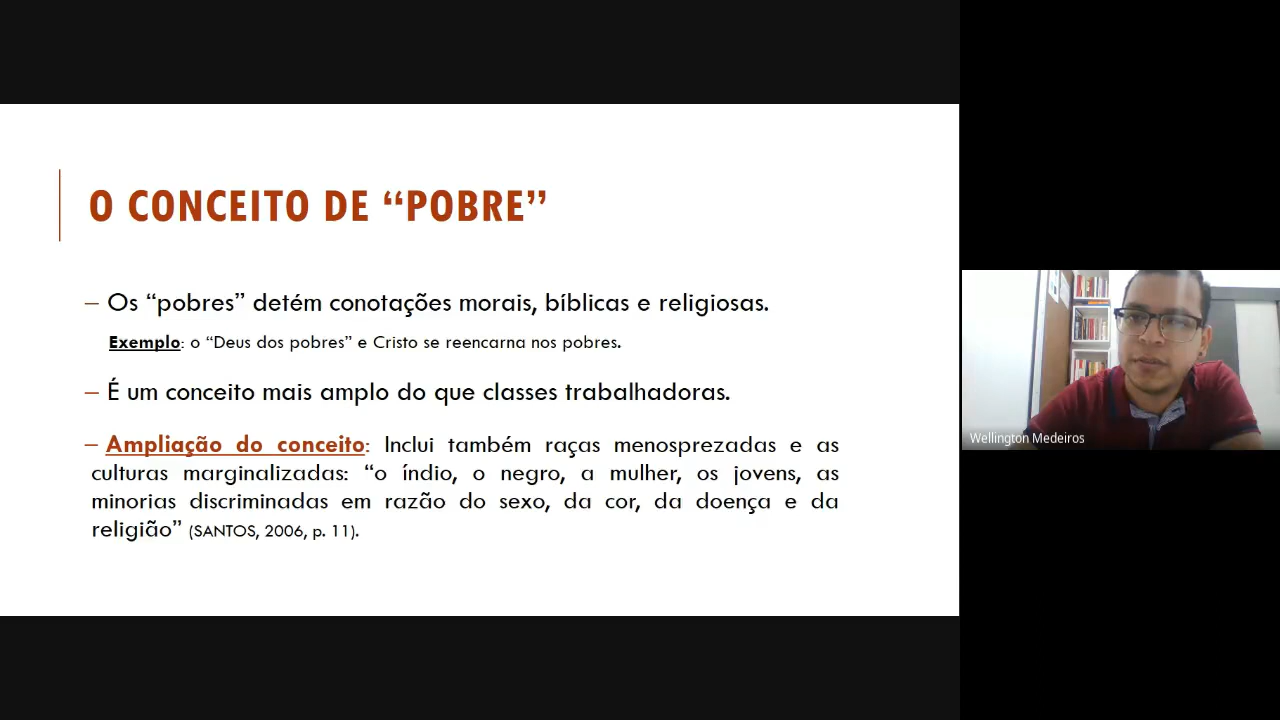 O CONCEITO DE “POBRE”
– Os “pobres” detém conotações morais, bíblicas e religiosas.
Exemplo: o “Deus dos pobres” e Cristo se reencarna nos pobres.
– É um conceito mais amplo do que classes trabalhadoras.
– Ampliação do conceito: Inclui também raças menosprezadas e as
culturas marginalizadas: “o índio, o negro, a mulher, os jovens, as
minorias discriminadas em razão do sexo, da cor, da doença e da
religião” (SANTOS, 2006, p. 11).
Wellington Medeiros